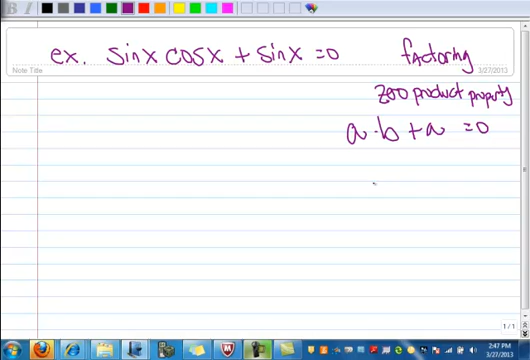 B I
ex. sinx cosx + sinx = 0 factoring
Note Title
3/27/2013
zero product property
a · b + a = 0
1 / 1
2:47 PM
3/27/2013